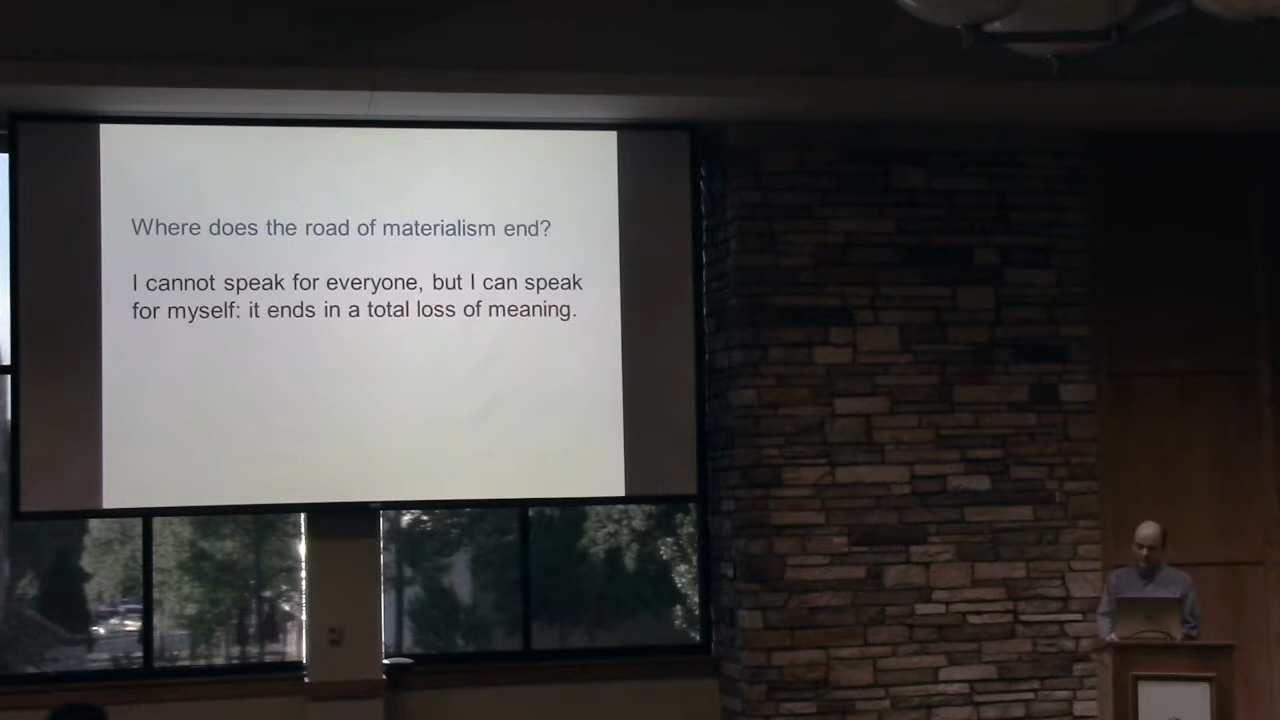 Where does the road of materialism end?
I cannot speak for everyone, but I can speak
for myself: it ends in a total loss of meaning.